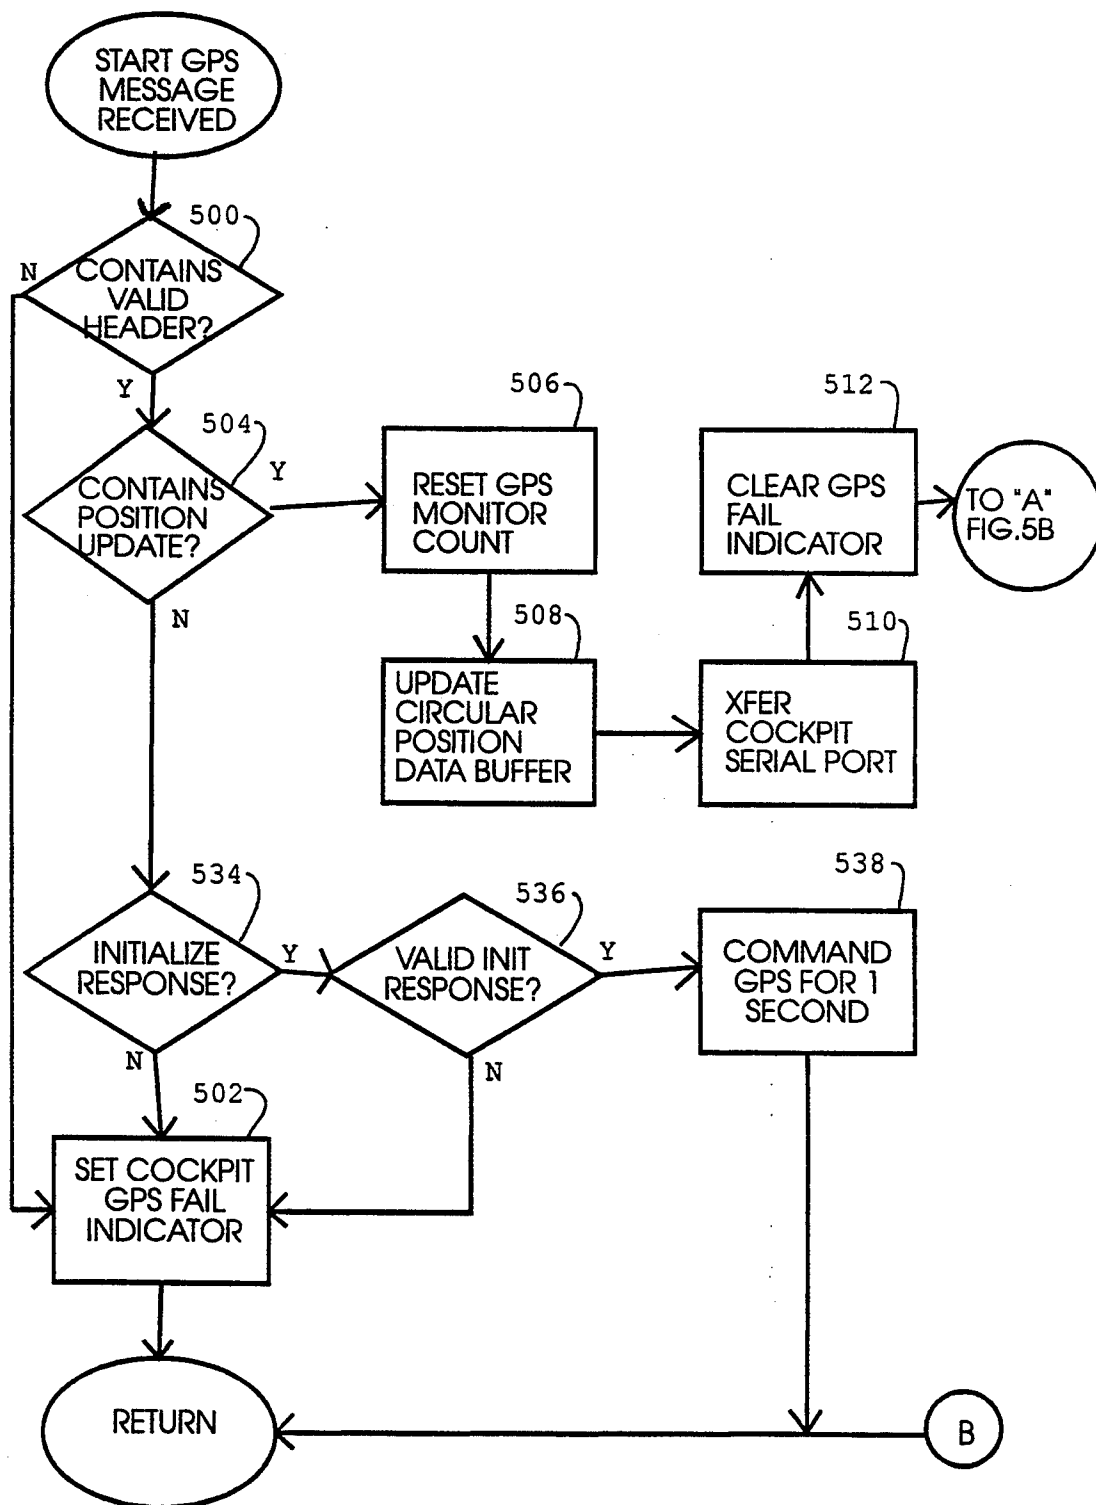 START GPS
MESSAGE
RECEIVED
500
N
CONTAINS
VALID
HEADER?
Y
504
Y
CONTAINS
POSITION
UPDATE?
N
506
RESET GPS
MONITOR
COUNT
512
CLEAR GPS
FAIL
INDICATOR
TO "A"
FIG.5B
508
UPDATE
CIRCULAR
POSITION
DATA BUFFER
510
XFER
COCKPIT
SERIAL PORT
534
INITIALIZE
RESPONSE?
Y
N
536
VALID INIT
RESPONSE?
Y
N
538
COMMAND
GPS FOR 1
SECOND
502
SET COCKPIT
GPS FAIL
INDICATOR
RETURN
B